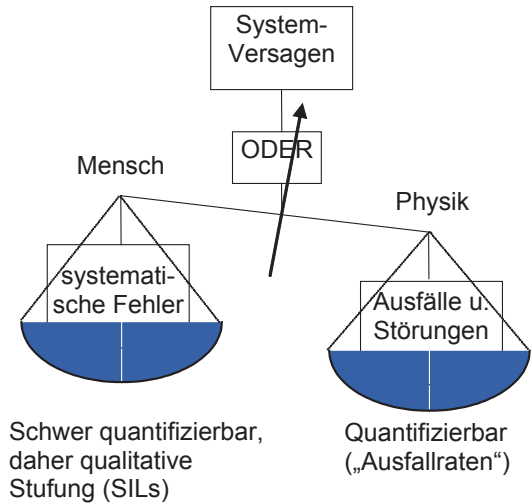 System-
Versagen
ODER
Mensch
Physik
systemati-
sche Fehler
Ausfälle u.
Störungen
Schwer quantifizierbar,
daher qualitative
Stufung (SILs)
Quantifizierbar
(„Ausfallraten“)